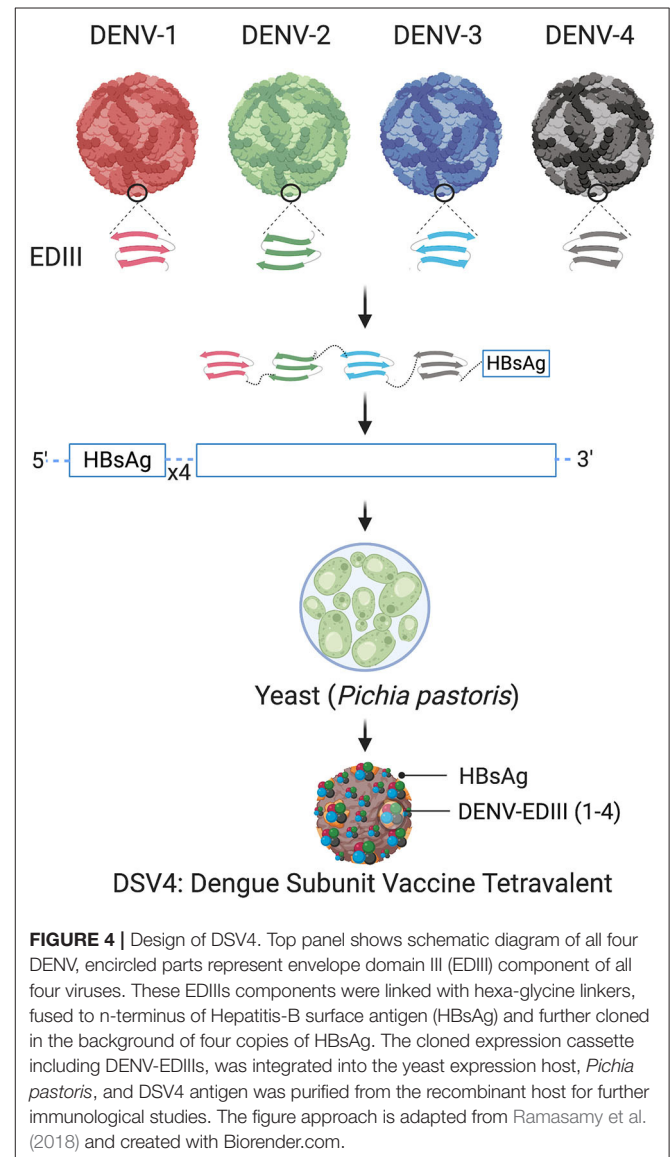 DENV-1 DENV-2 DENV-3 DENV-4
EDIII
HBsAg
5' HBsAg x4 3'
Yeast (Pichia pastoris)
HBsAg
DENV-EDIII (1-4)
DSV4: Dengue Subunit Vaccine Tetravalent
FIGURE 4 | Design of DSV4. Top panel shows schematic diagram of all four
DENV, encircled parts represent envelope domain III (EDIII) component of all
four viruses. These EDIIIs components were linked with hexa-glycine linkers,
fused to n-terminus of Hepatitis-B surface antigen (HBsAg) and further cloned
in the background of four copies of HBsAg. The cloned expression cassette
including DENV-EDIIIs, was integrated into the yeast expression host, Pichia
pastoris, and DSV4 antigen was purified from the recombinant host for further
immunological studies. The figure approach is adapted from Ramasamy et al.
(2018) and created with Biorender.com.